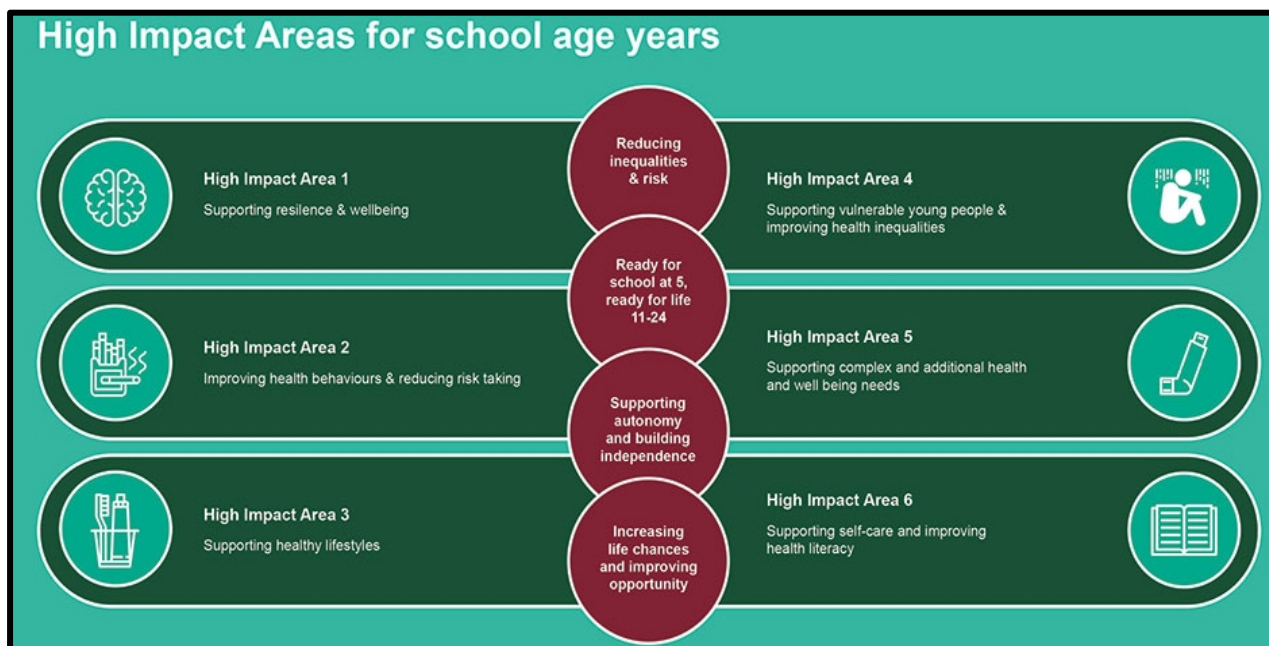 High Impact Areas for school age years
High Impact Area 1
Supporting resilence & wellbeing
High Impact Area 2
Improving health behaviours & reducing risk taking
High Impact Area 3
Supporting healthy lifestyles
Reducing
inequalities
& risk
Ready for
school at 5,
ready for life
11-24
Supporting
autonomy
and building
independence
Increasing
life chances
and improving
opportunity
High Impact Area 4
Supporting vulnerable young people &
improving health inequalities
High Impact Area 5
Supporting complex and additional health
and well being needs
High Impact Area 6
Supporting self-care and improving
health literacy